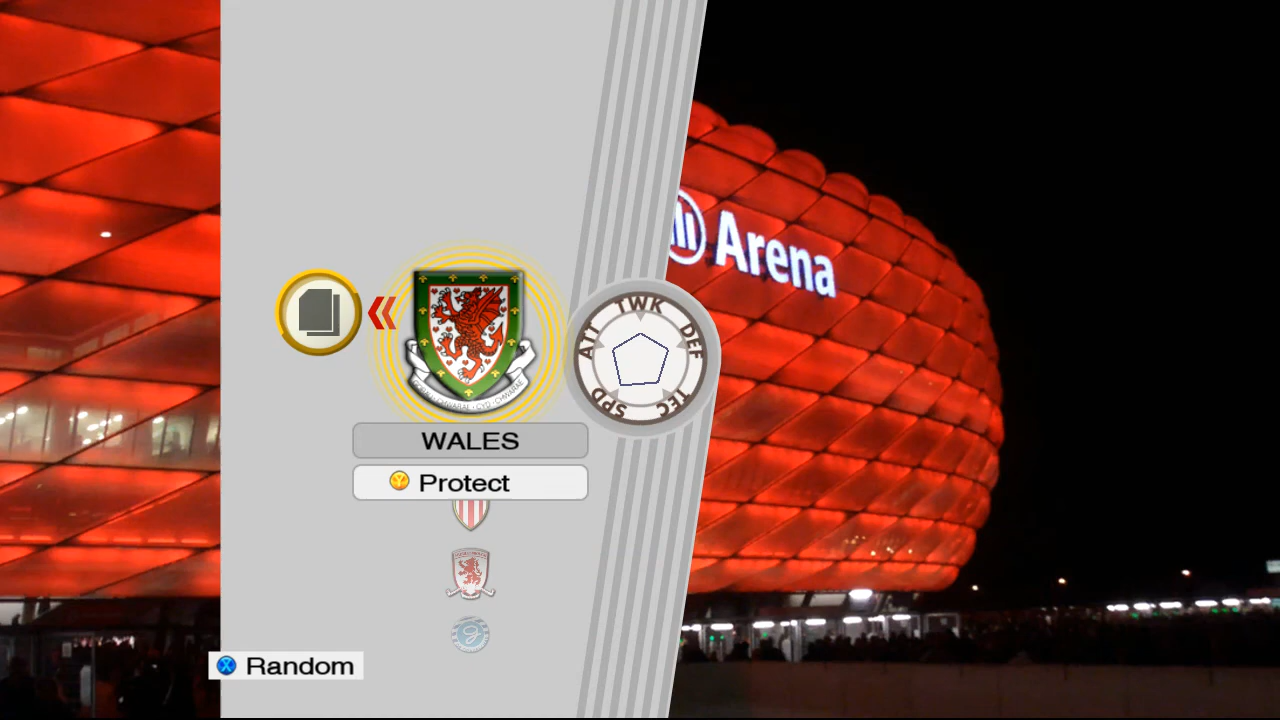 Arena
TWK
ATT
DEF
SPD
TEC
WALES
Y Protect
X Random